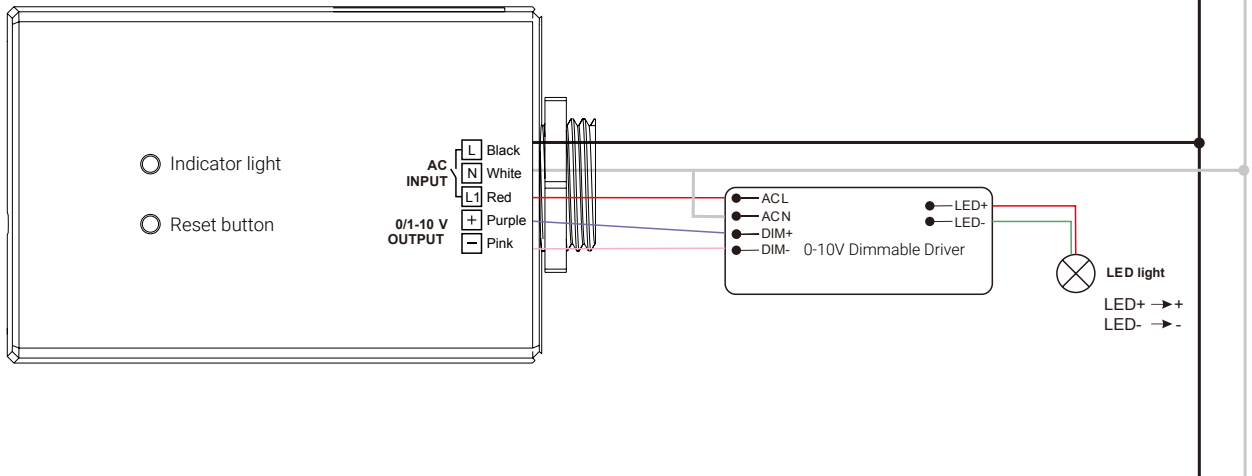 Indicator light
Reset button
AC
INPUT
L Black
N White
L1 Red
0/1-10 V
OUTPUT
+ Purple
− Pink
ACL
ACN
DIM+
DIM-
0-10V Dimmable Driver
LED+
LED-
LED light
LED+ → +
LED- → -